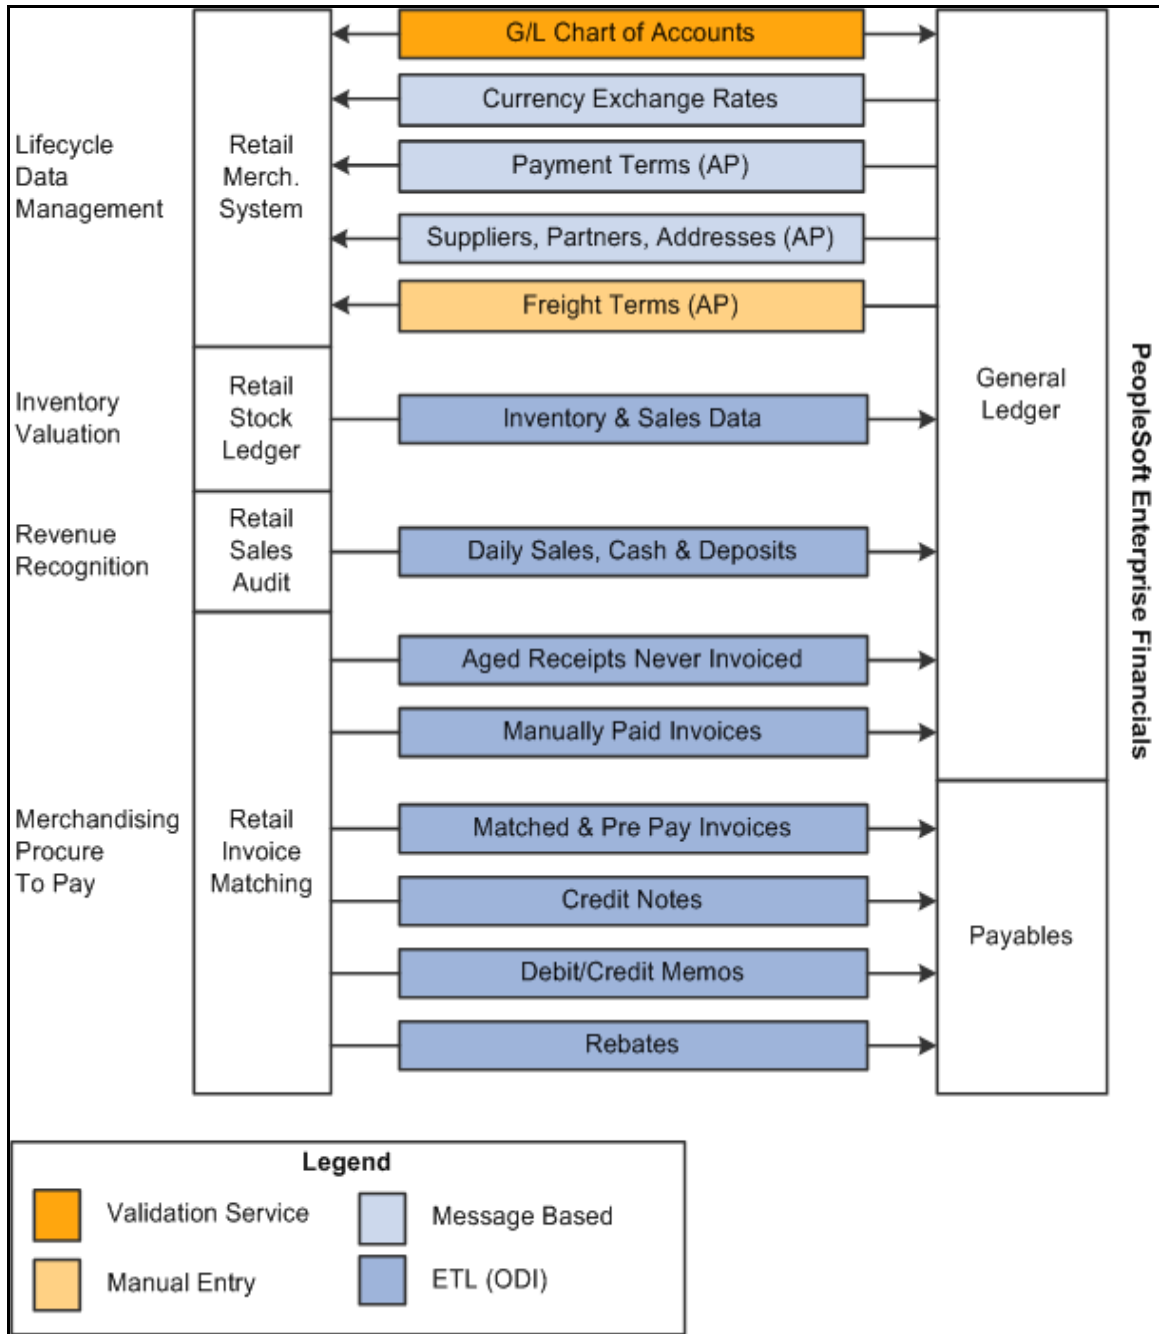 G/L Chart of Accounts
Currency Exchange Rates
Lifecycle
Data
Management
Retail
Merch.
System
Payment Terms (AP)
Suppliers, Partners, Addresses (AP)
Freight Terms (AP)
General
Ledger
PeopleSoft Enterprise Financials
Inventory
Valuation
Retail
Stock
Ledger
Inventory & Sales Data
Revenue
Recognition
Retail
Sales
Audit
Daily Sales, Cash & Deposits
Aged Receipts Never Invoiced
Manually Paid Invoices
Merchandising
Procure
To Pay
Retail
Invoice
Matching
Matched & Pre Pay Invoices
Credit Notes
Debit/Credit Memos
Rebates
Payables
Legend
Validation Service
Message Based
Manual Entry
ETL (ODI)